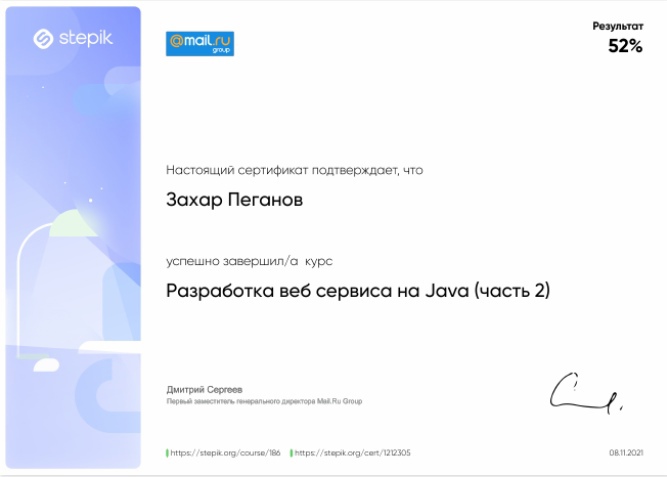 stepik
@mail.ru
group
Результат
52%
Настоящий сертификат подтверждает, что
Захар Пеганов
успешно завершил/а курс
Разработка веб сервиса на Java (часть 2)
Дмитрий Сергеев
Первый заместитель генерального директора Mail.Ru Group
https://stepik.org/course/186 https://stepik.org/cert/1212305
08.11.2021